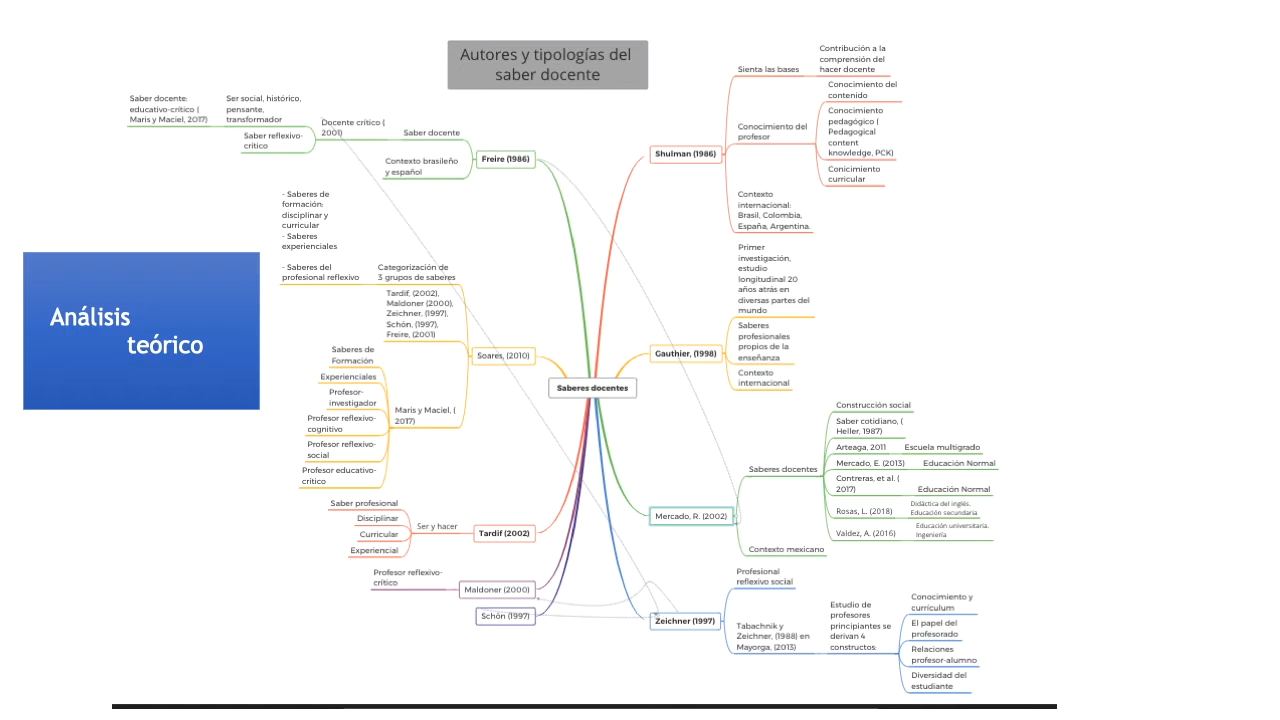 Autores y tipologías del
saber docente
Análisis
teórico
Saberes docentes
Freire (1986)
Saber docente
Docente crítico (
2001)
Ser social, histórico,
pensante,
transformador
Saber docente:
educativo-crítico (
Maris y Maciel, 2017)
Saber reflexivo-
crítico
Contexto brasileño
y español
Soares, (2010)
Categorización de
3 grupos de saberes
- Saberes de
formación:
disciplinar y
curricular
- Saberes
experienciales
- Saberes del
profesional reflexivo
Tardif, (2002),
Maldoner (2000),
Zeichner, (1997),
Schön, (1997),
Freire, (2001)
Maris y Maciel, (
2017)
Saberes de
Formación
Experienciales
Profesor-
investigador
Profesor reflexivo-
cognitivo
Profesor reflexivo-
social
Profesor educativo-
crítico
Tardif (2002)
Ser y hacer
Saber profesional
Disciplinar
Curricular
Experiencial
Maldoner (2000)
Profesor reflexivo-
crítico
Schön (1997)
Shulman (1986)
Sienta las bases
Contribución a la
comprensión del
hacer docente
Conocimiento del
profesor
Conocimiento del
contenido
Conocimiento
pedagógico (
Pedagogical
content
knowledge, PCK)
Conicimiento
curricular
Contexto
internacional:
Brasil, Colombia,
España, Argentina.
Gauthier, (1998)
Primer
investigación,
estudio
longitudinal 20
años atrás en
diversas partes del
mundo
Saberes
profesionales
propios de la
enseñanza
Contexto
internacional
Mercado, R. (2002)
Saberes docentes
Construcción social
Saber cotidiano, (
Heller, 1987)
Arteaga, 2011
Escuela multigrado
Mercado, E. (2013)
Educación Normal
Contreras, et al. (
2017)
Educación Normal
Rosas, L. (2018)
Didáctica del inglés.
Educación secundaria
Valdez, A. (2016)
Educación universitaria.
Ingeniería
Contexto mexicano
Zeichner (1997)
Profesional
reflexivo social
Tabachnik y
Zeichner, (1988) en
Mayorga, (2013)
Estudio de
profesores
principiantes se
derivan 4
constructos:
Conocimiento y
currículum
El papel del
profesorado
Relaciones
profesor-alumno
Diversidad del
estudiante